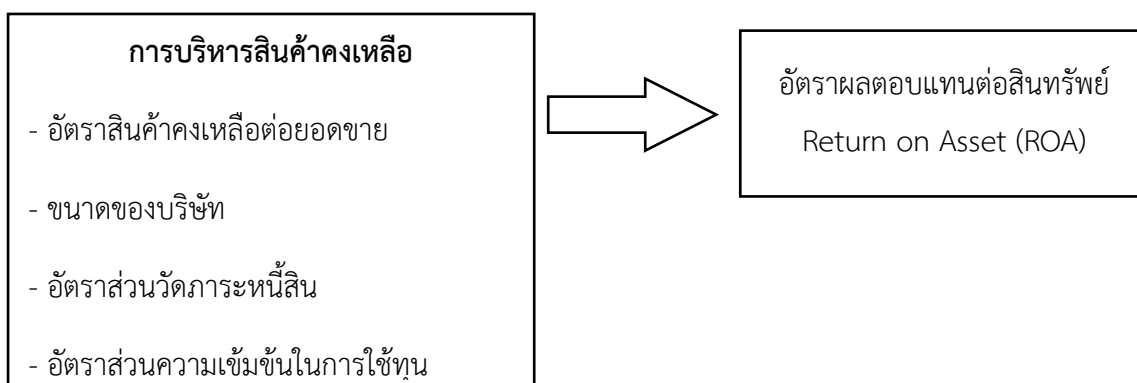 การบริหารสินค้าคงเหลือ
- อัตราสินค้าคงเหลือต่อยอดขาย
- ขนาดของบริษัท
- อัตราส่วนวัดภาระหนี้สิน
- อัตราส่วนความเข้มข้นในการใช้ทุน
อัตราผลตอบแทนต่อสินทรัพย์
Return on Asset (ROA)